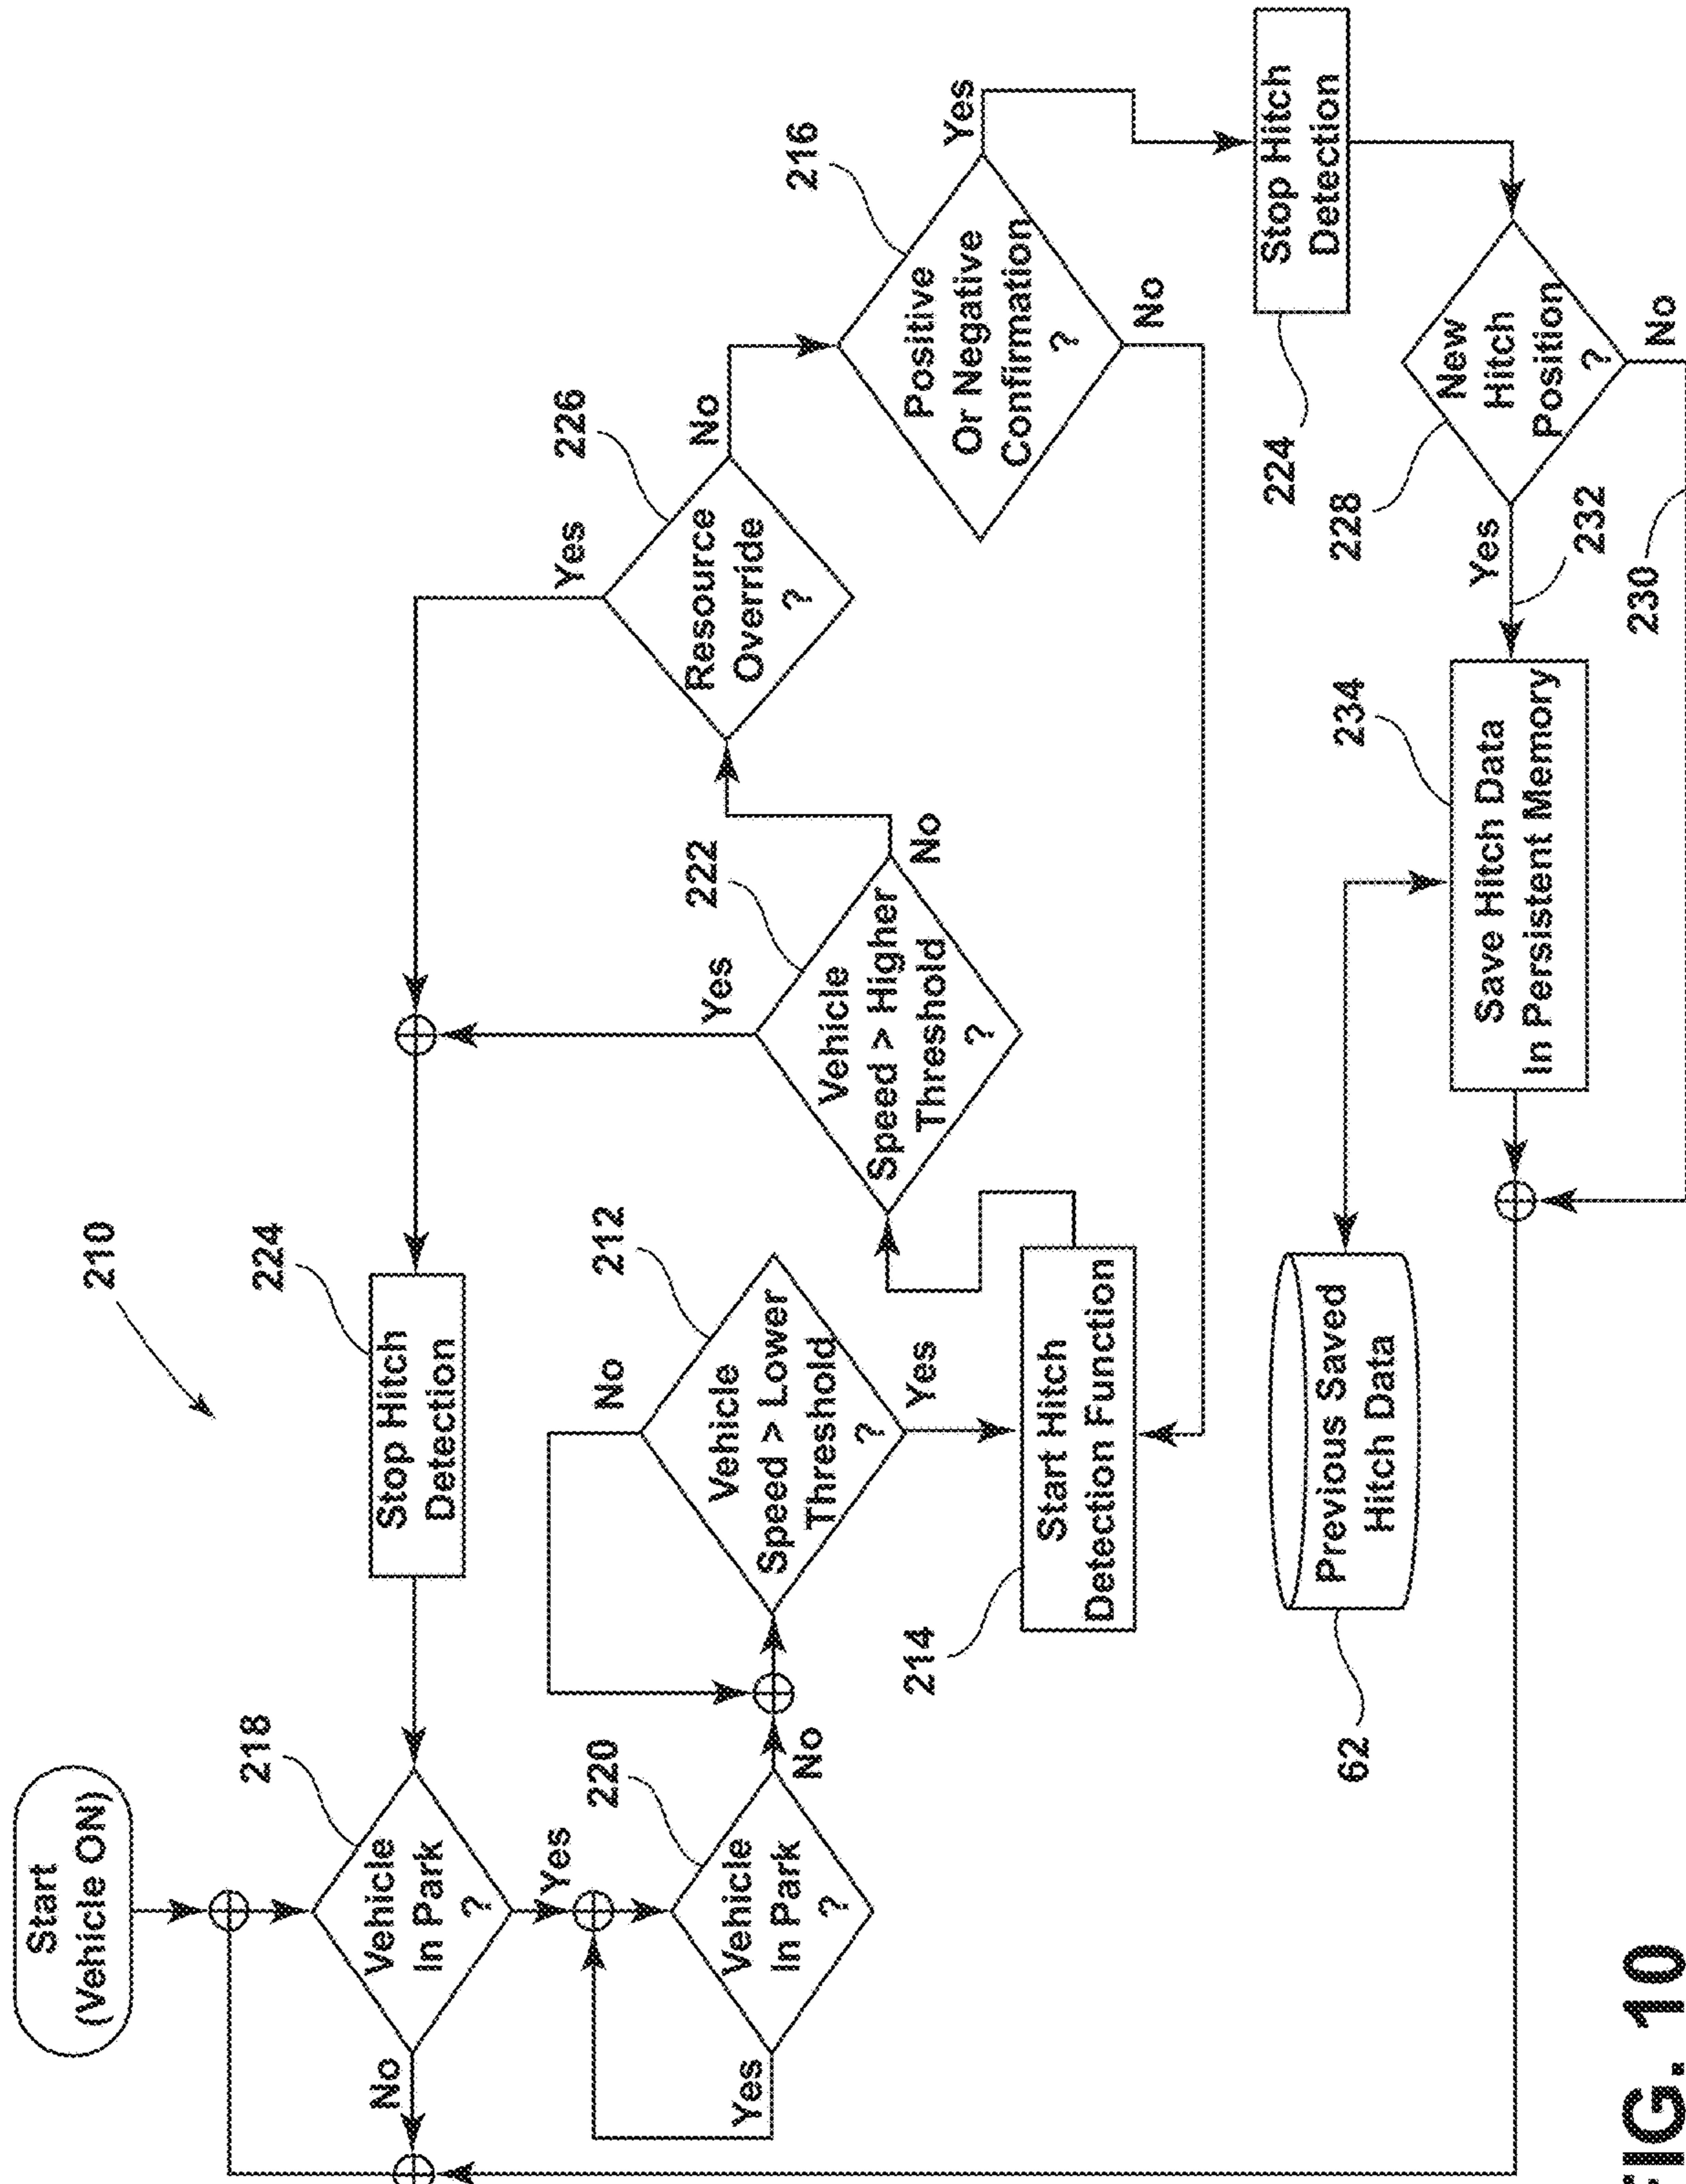 210
Start
(Vehicle ON)
218
Vehicle
In Park
?
No
Yes
220
Vehicle
In Park
?
Yes
No
224
Stop Hitch
Detection
212
Vehicle
Speed > Lower
Threshold
?
No
Yes
214
Start Hitch
Detection Function
222
Vehicle
Speed > Higher
Threshold
?
Yes
No
226
Resource
Override
?
Yes
No
216
Positive
Or Negative
Confirmation
?
Yes
No
Stop Hitch
Detection
224
New
Hitch
Position
?
228
Yes
232
No
230
234
Save Hitch Data
In Persistent Memory
Previous Saved
Hitch Data
62
FIG. 10